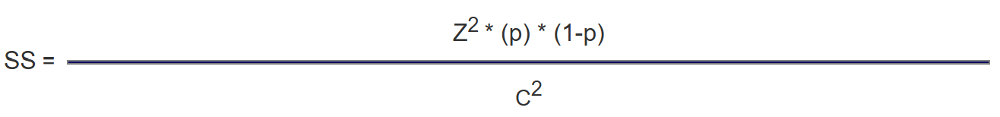 Z² * (p) * (1-p)
SS =
C²